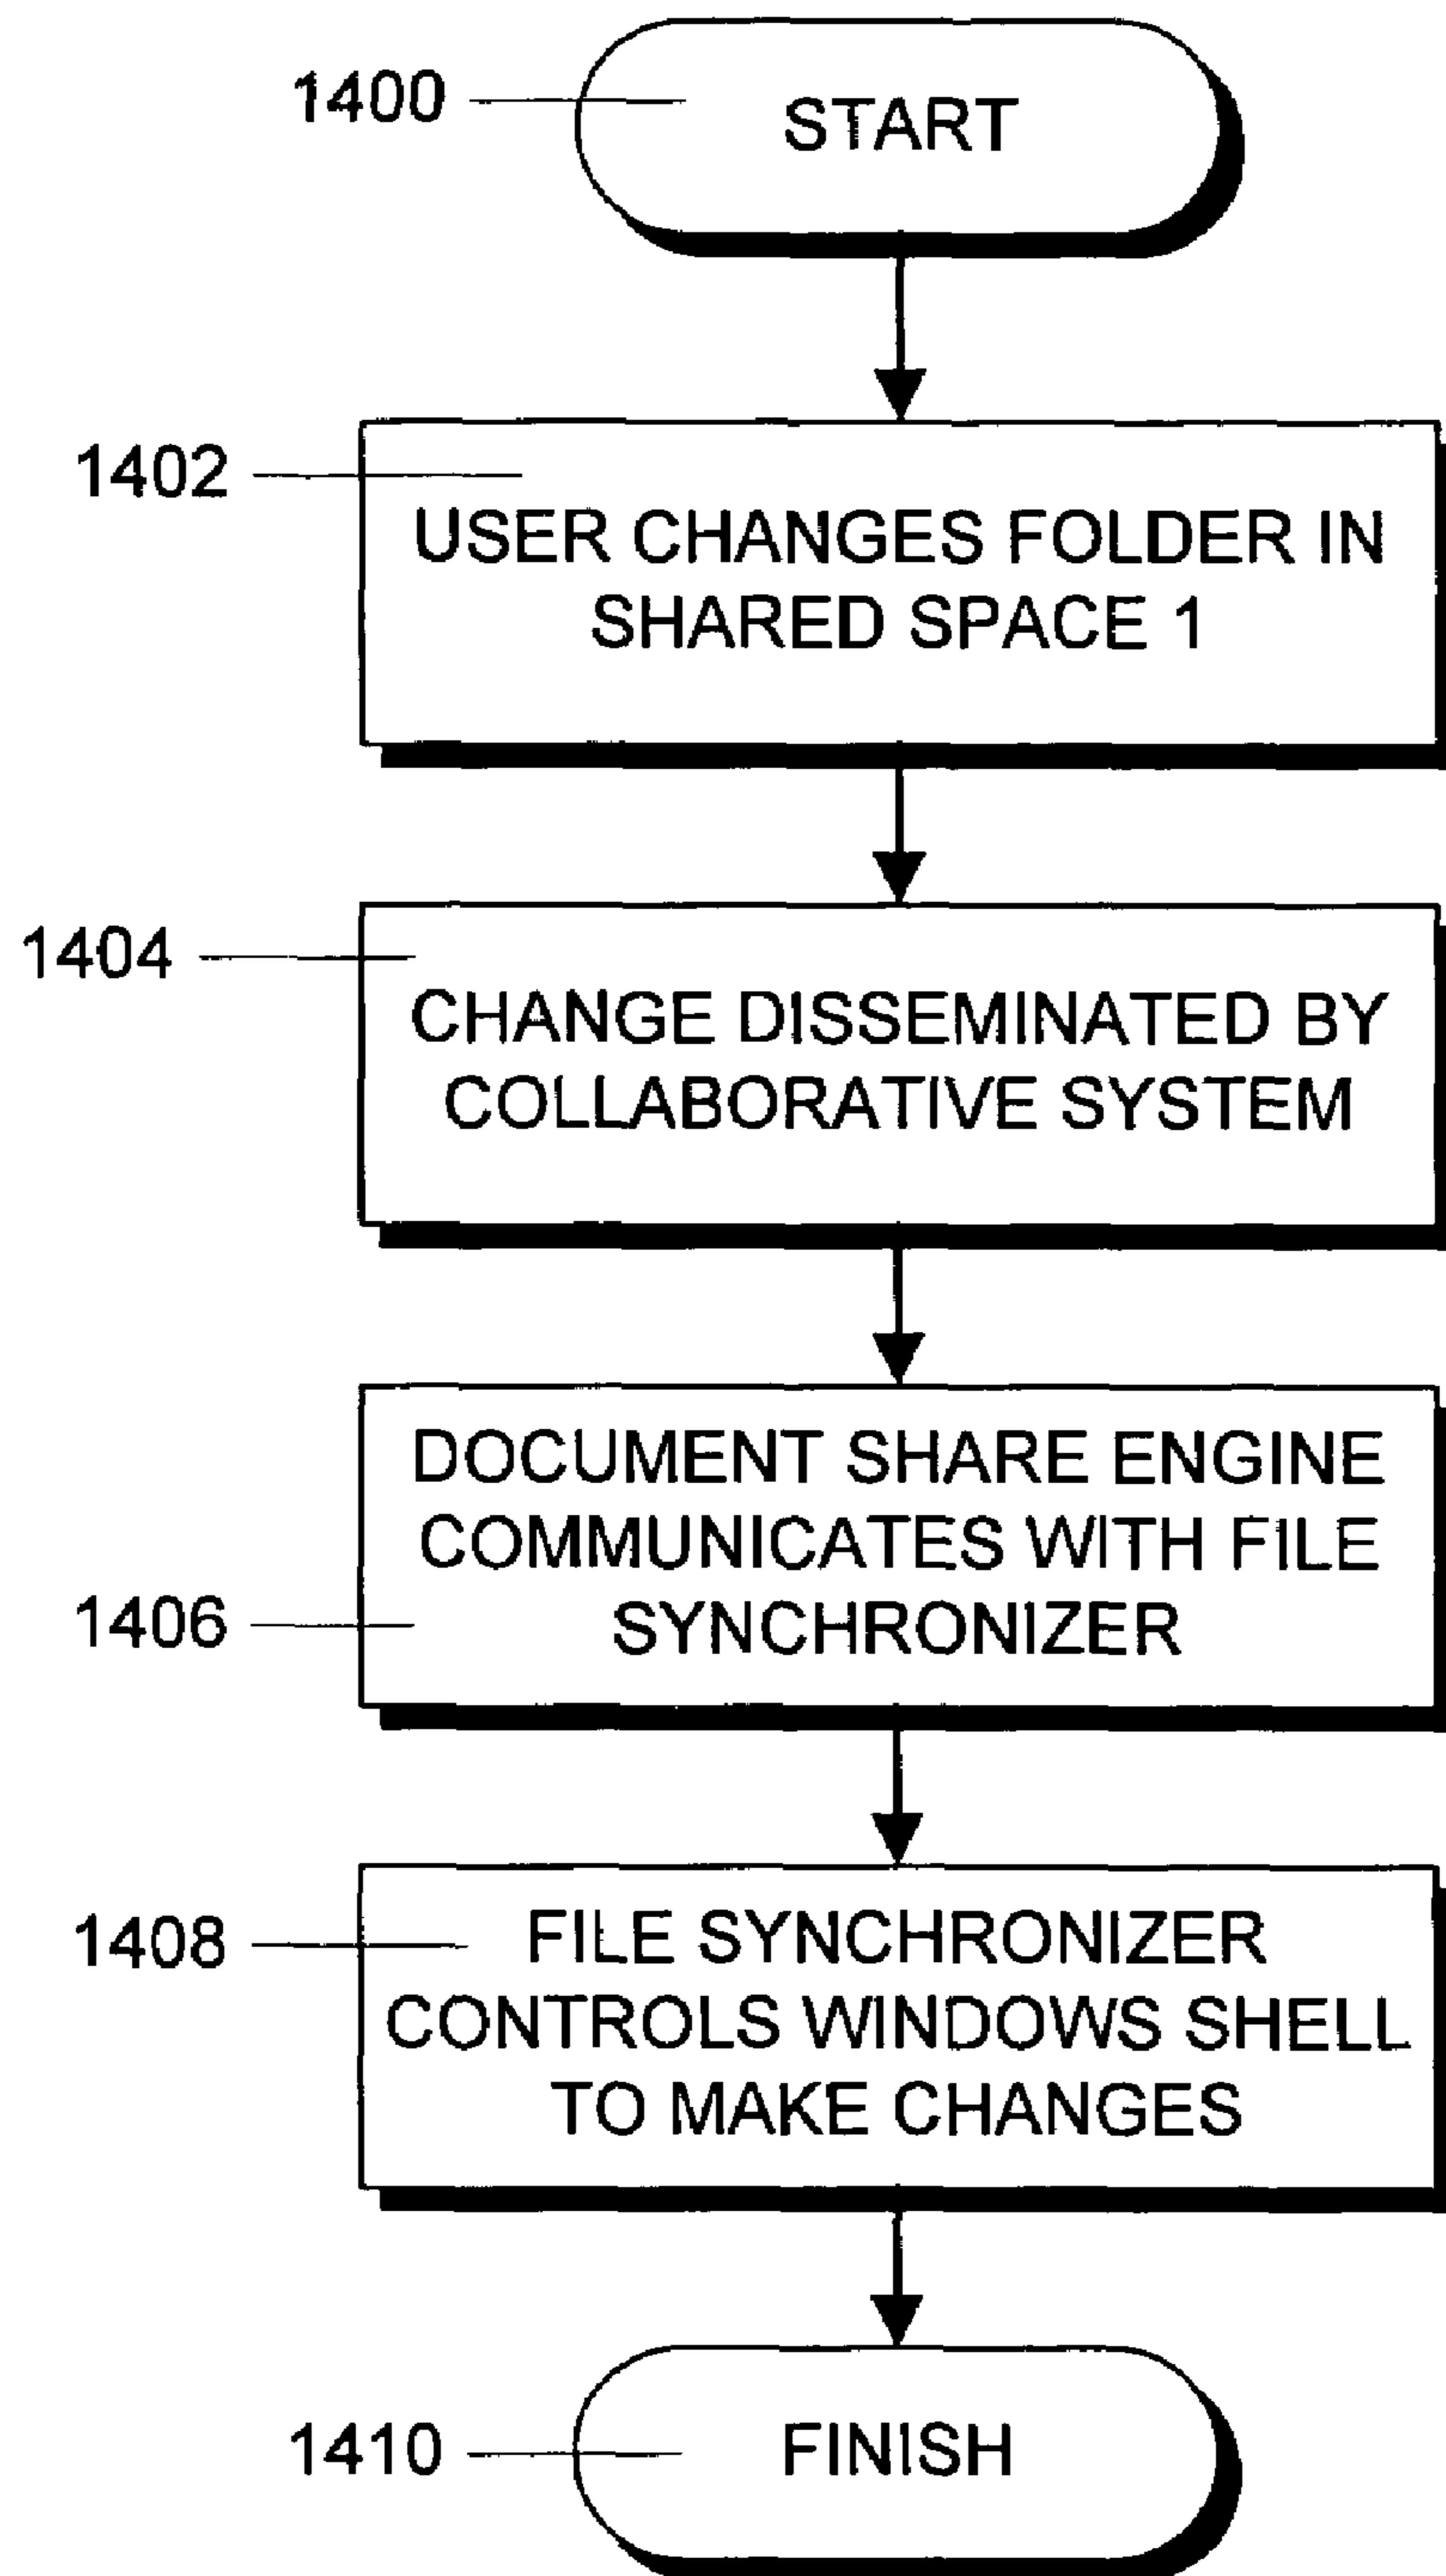 1400
START
1402
USER CHANGES FOLDER IN
SHARED SPACE 1
1404
CHANGE DISSEMINATED BY
COLLABORATIVE SYSTEM
DOCUMENT SHARE ENGINE
COMMUNICATES WITH FILE
1406
SYNCHRONIZER
1408
FILE SYNCHRONIZER
CONTROLS WINDOWS SHELL
TO MAKE CHANGES
1410
FINISH